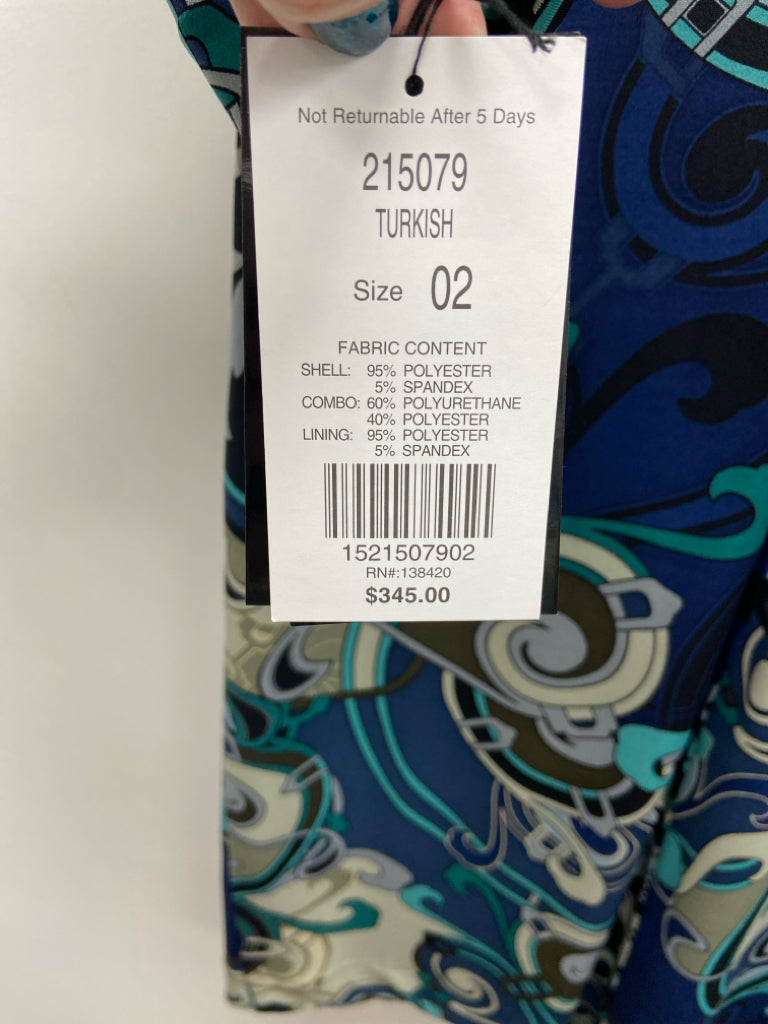 Not Returnable After 5 Days
215079
TURKISH
Size 02
FABRIC CONTENT
SHELL: 95% POLYESTER
5% SPANDEX
COMBO: 60% POLYURETHANE
40% POLYESTER
LINING: 95% POLYESTER
5% SPANDEX
1521507902
RN#:138420
$345.00